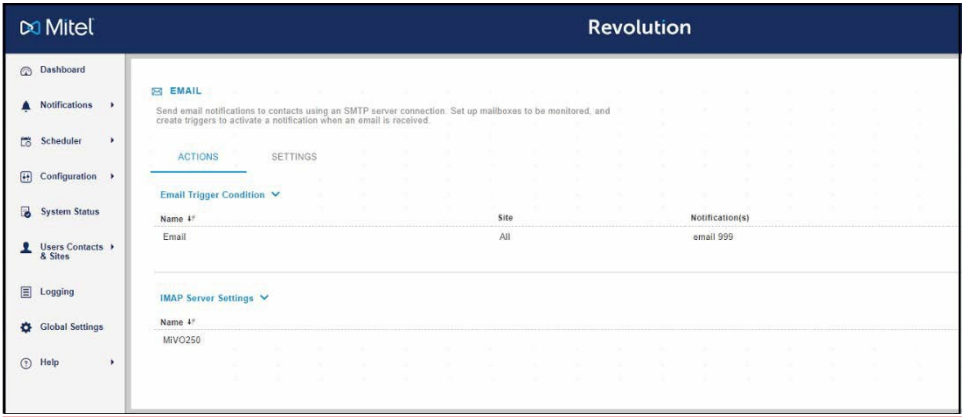 Mitel
Revolution
Dashboard
Notifications
Scheduler
Configuration
System Status
Users Contacts
& Sites
Logging
Global Settings
Help
EMAIL
Send email notifications to contacts using an SMTP server connection. Set up mailboxes to be monitored, and
create triggers to activate a notification when an email is received.
ACTIONS SETTINGS
Email Trigger Condition
Name Site Notification(s)
Email All email 999
IMAP Server Settings
Name
MiVO250